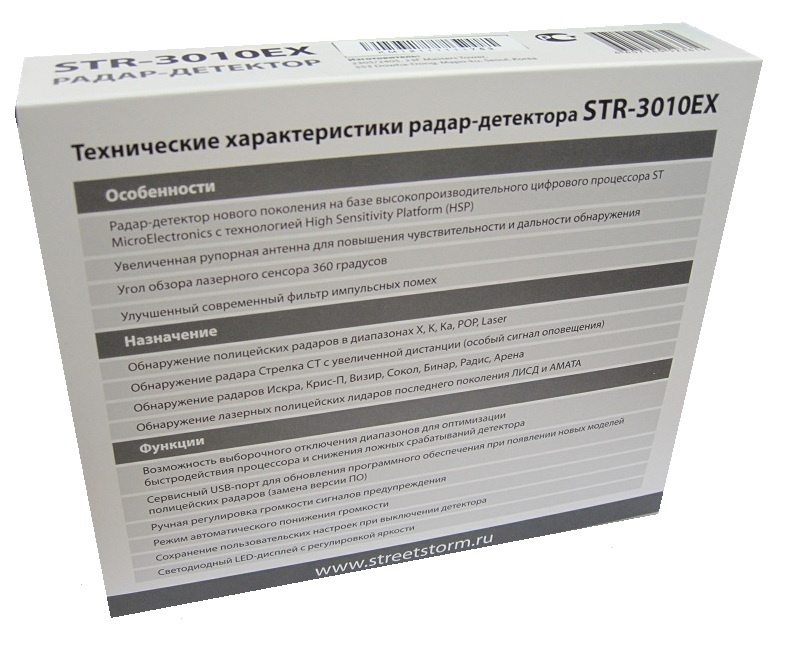 STR-3010EX
РАДАР-ДЕТЕКТОР
Изготовитель:
Технические характеристики радар-детектора STR-3010EX
Особенности
Радар-детектор нового поколения на базе высокопроизводительного цифрового процессора ST
MicroElectronics с технологией High Sensitivity Platform (HSP)
Увеличенная рупорная антенна для повышения чувствительности и дальности обнаружения
Угол обзора лазерного сенсора 360 градусов
Улучшенный современный фильтр импульсных помех
Назначение
Обнаружение полицейских радаров в диапазонах X, K, Ka, POP, Laser
Обнаружение радара Стрелка СТ с увеличенной дистанции (особый сигнал оповещения)
Обнаружение радаров Искра, Крис-П, Визир, Сокол, Бинар, Радис, Арена
Обнаружение лазерных полицейских лидаров последнего поколения ЛИСД и АМАТА
Функции
Возможность выборочного отключения диапазонов для оптимизации
быстродействия процессора и снижения ложных срабатываний детектора
Сервисный USB-порт для обновления программного обеспечения при появлении новых моделей
полицейских радаров (замена версии ПО)
Ручная регулировка громкости сигналов предупреждения
Режим автоматического понижения громкости
Сохранение пользовательских настроек при выключении детектора
Светодиодный LED-дисплей с регулировкой яркости
www.streetstorm.ru